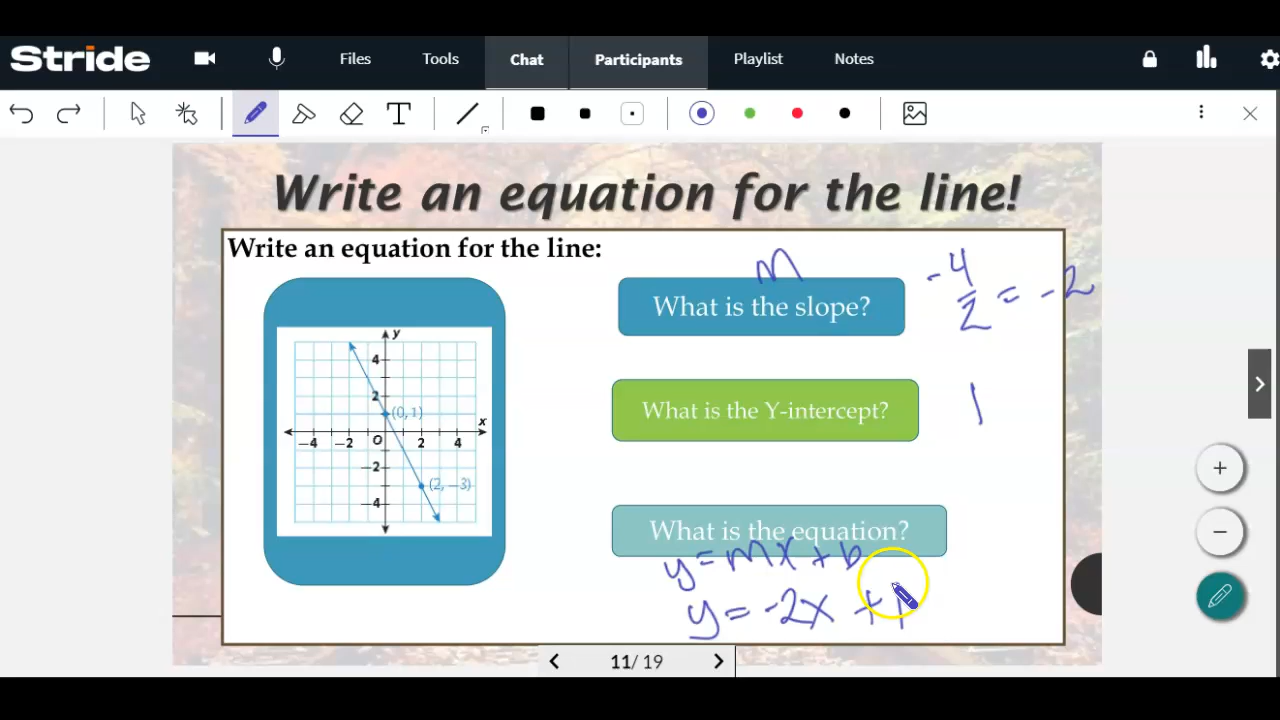 Stride Files Tools Chat Participants Playlist Notes
T
Write an equation for the line!
Write an equation for the line:
m
What is the slope?
-4/2 = -2
y
4
2
(0, 1)
x
-4 -2 O 2 4
-2
(2, -3)
-4
What is the Y-intercept?
1
What is the equation?
y = mx + b
y = -2x + 1
11/ 19